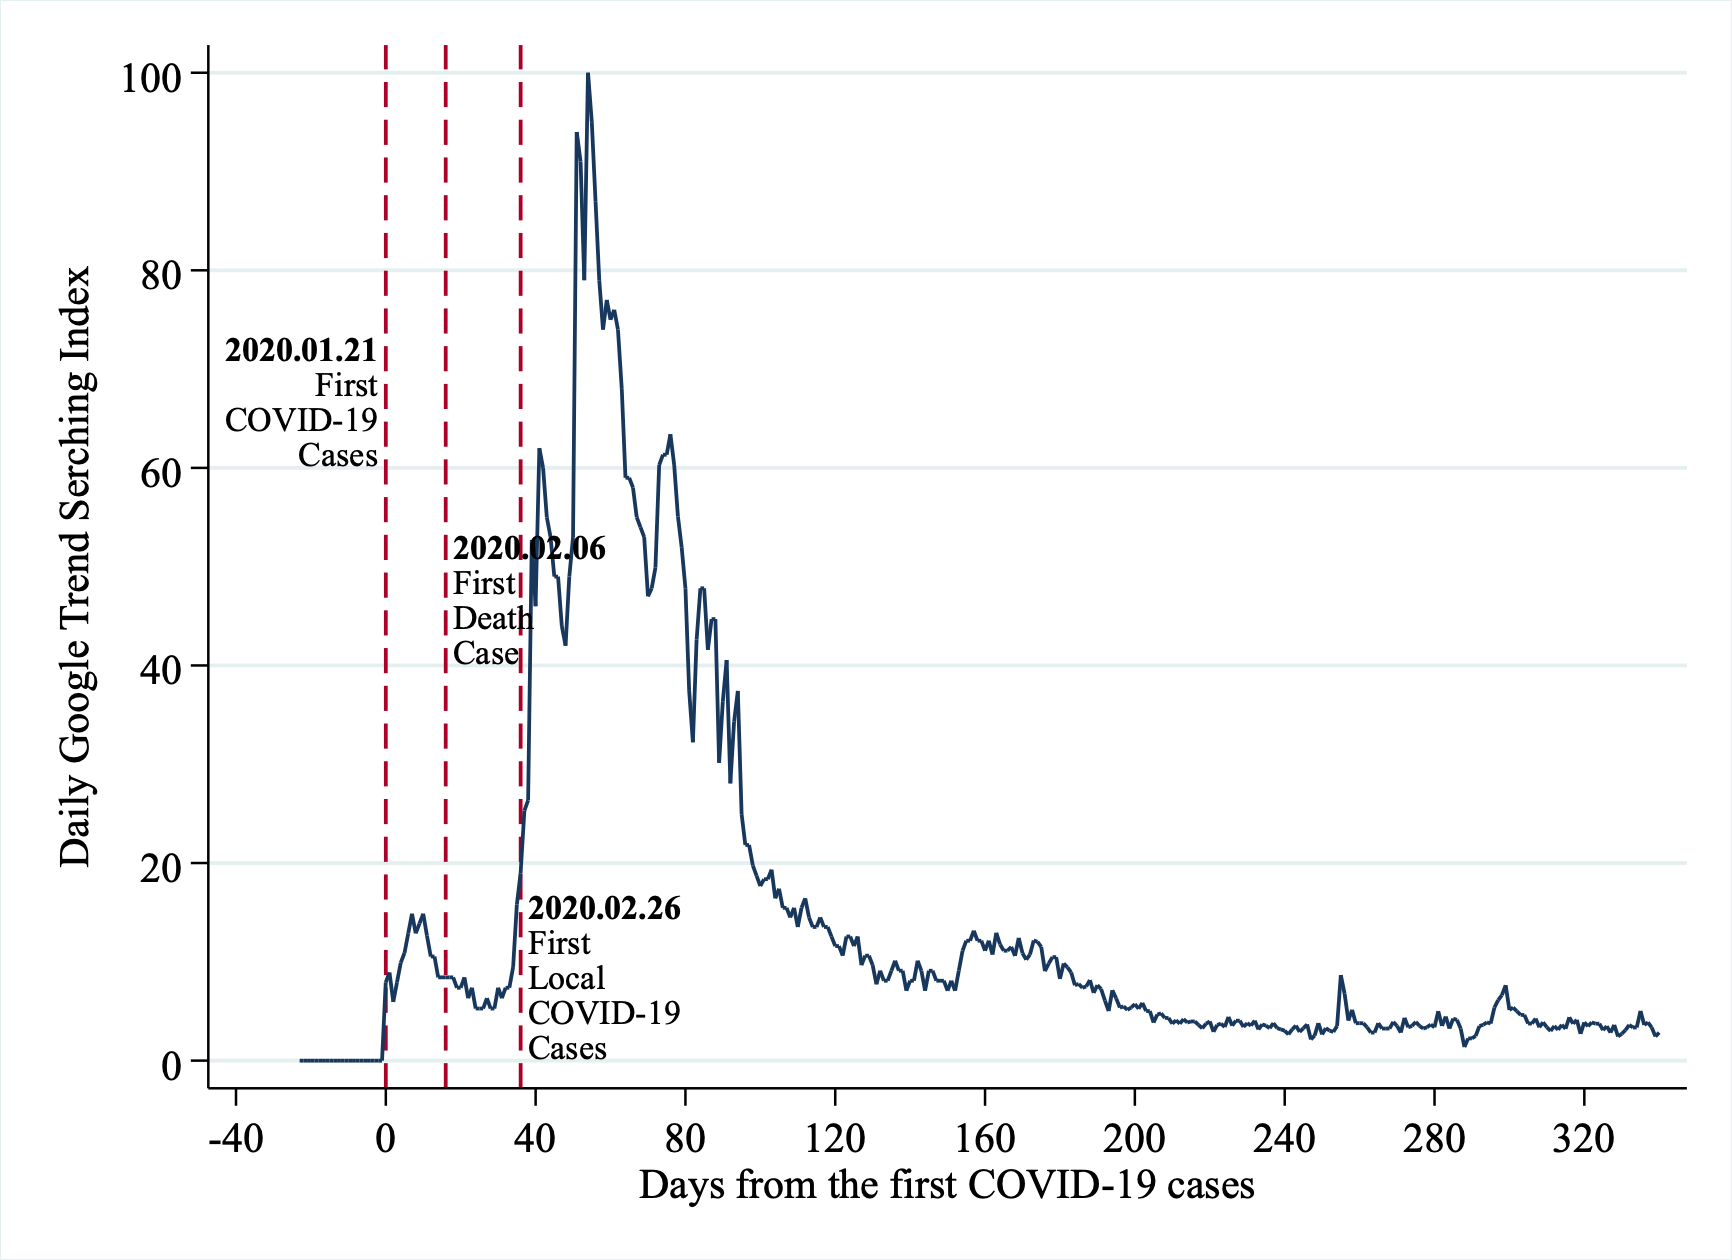 100
80
60
40
20
0
Daily Google Trend Serching Index
2020.01.21
First
COVID-19
Cases
2020.02.06
First
Death
Case
2020.02.26
First
Local
COVID-19
Cases
-40 0 40 80 120 160 200 240 280 320
Days from the first COVID-19 cases